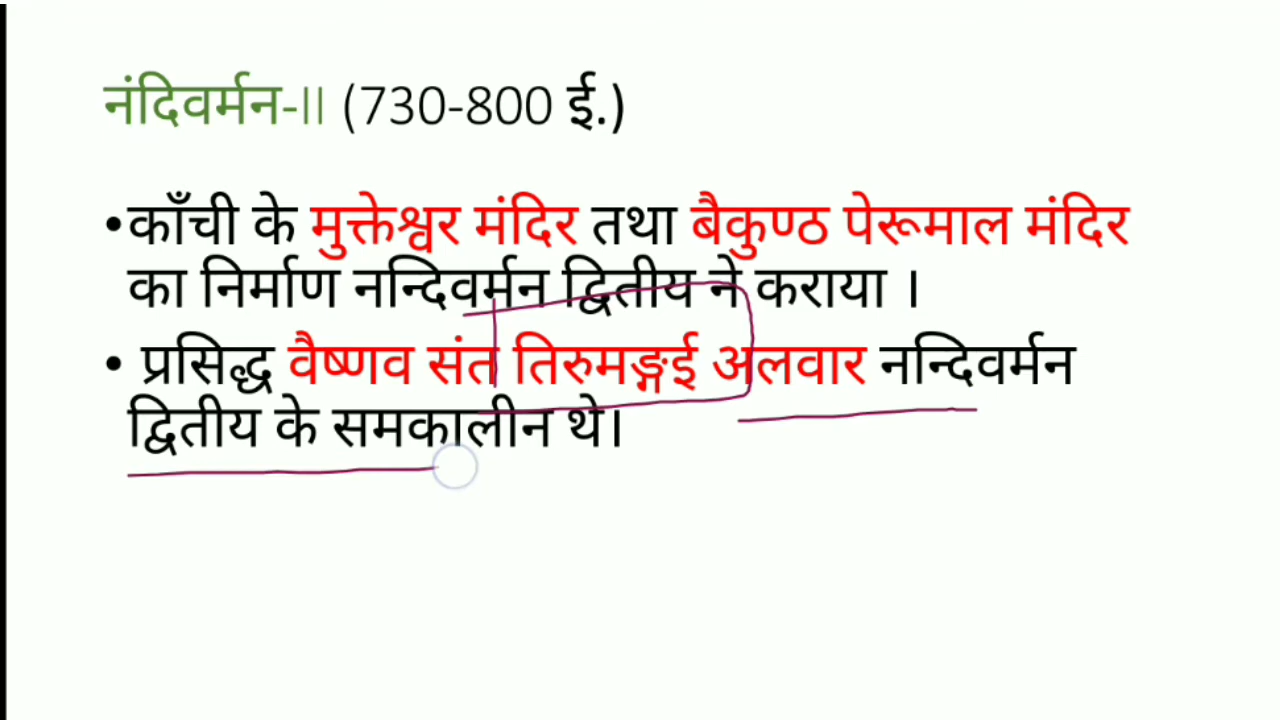 नंदिवर्मन-II (730-800 ई.)
•काँची के मुक्तेश्वर मंदिर तथा बैकुण्ठ पेरूमाल मंदिर
का निर्माण नन्दिवर्मन द्वितीय ने कराया ।
• प्रसिद्ध वैष्णव संत तिरुमङ्गई अलवार नन्दिवर्मन
द्वितीय के समकालीन थे।